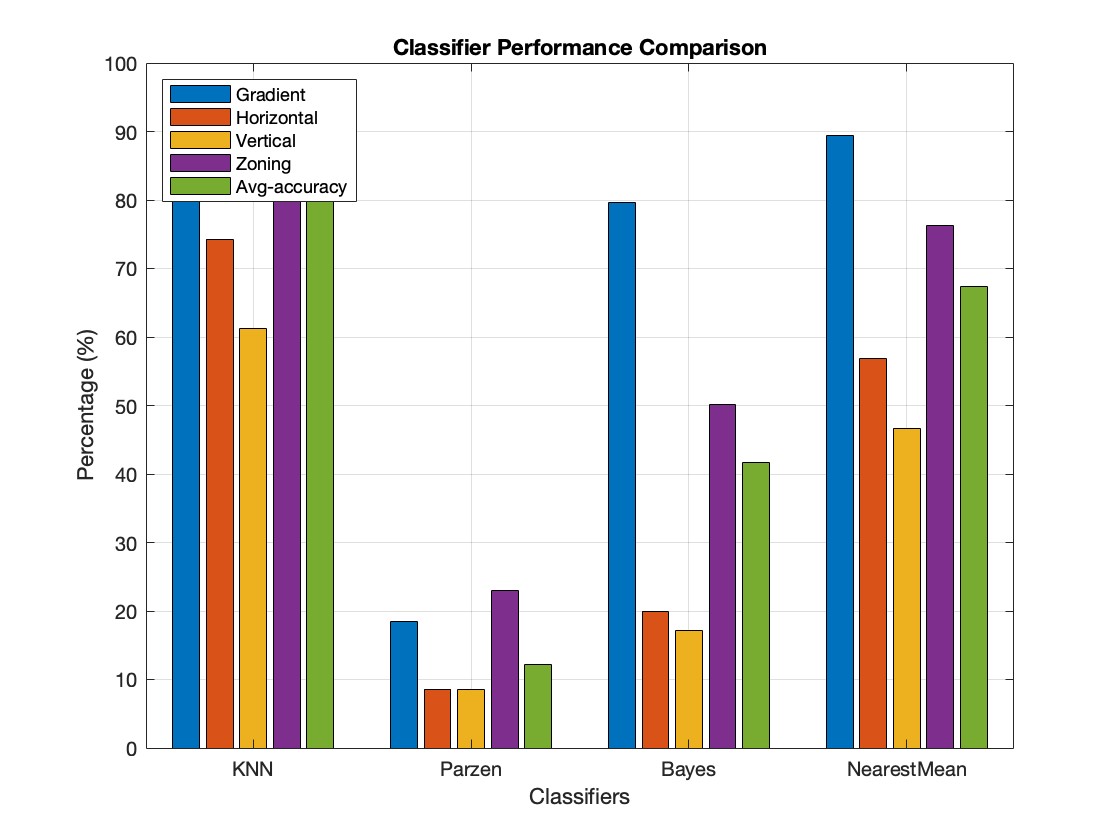 Classifier Performance Comparison
100
90
80
70
60
50
40
30
20
10
0
Percentage (%)
Gradient
Horizontal
Vertical
Zoning
Avg-accuracy
KNN
Parzen
Bayes
NearestMean
Classifiers